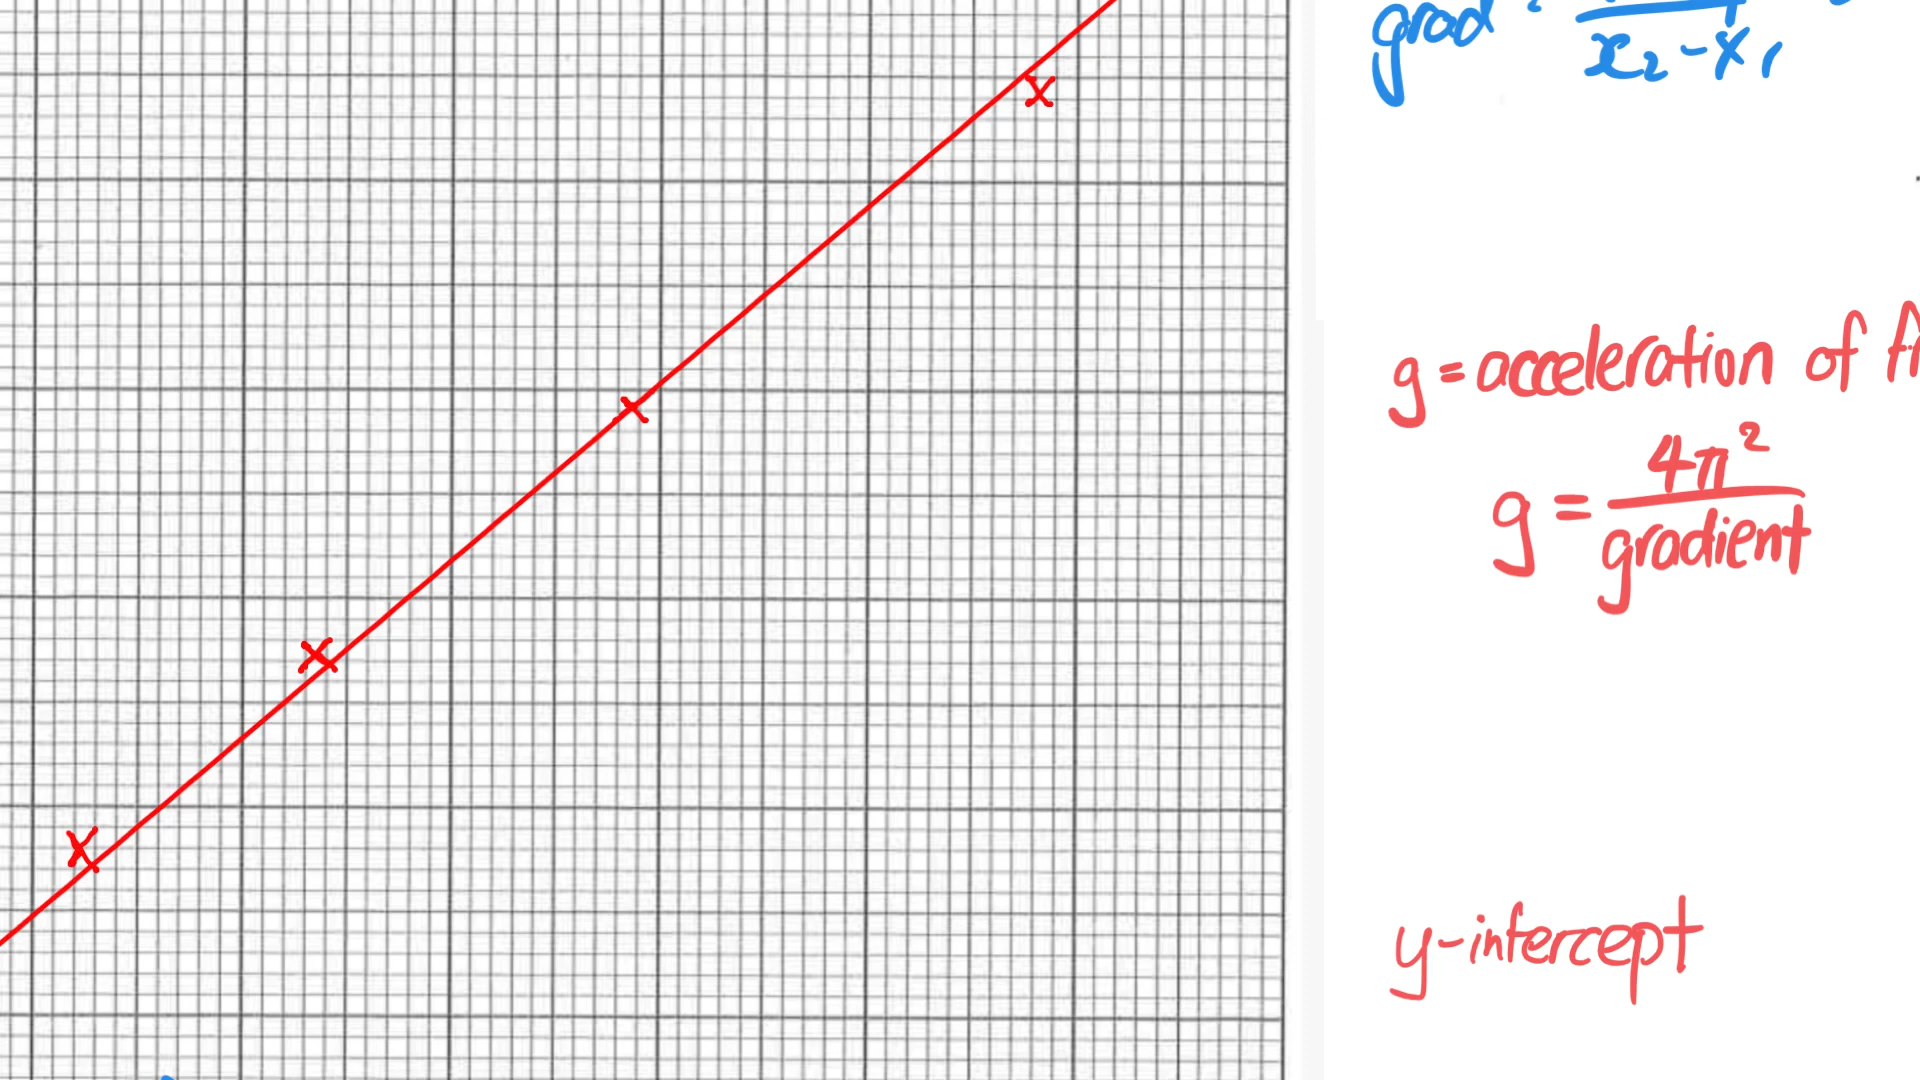 grad
x₂-x₁
g = acceleration of
g = 4π²
gradient
y-intercept